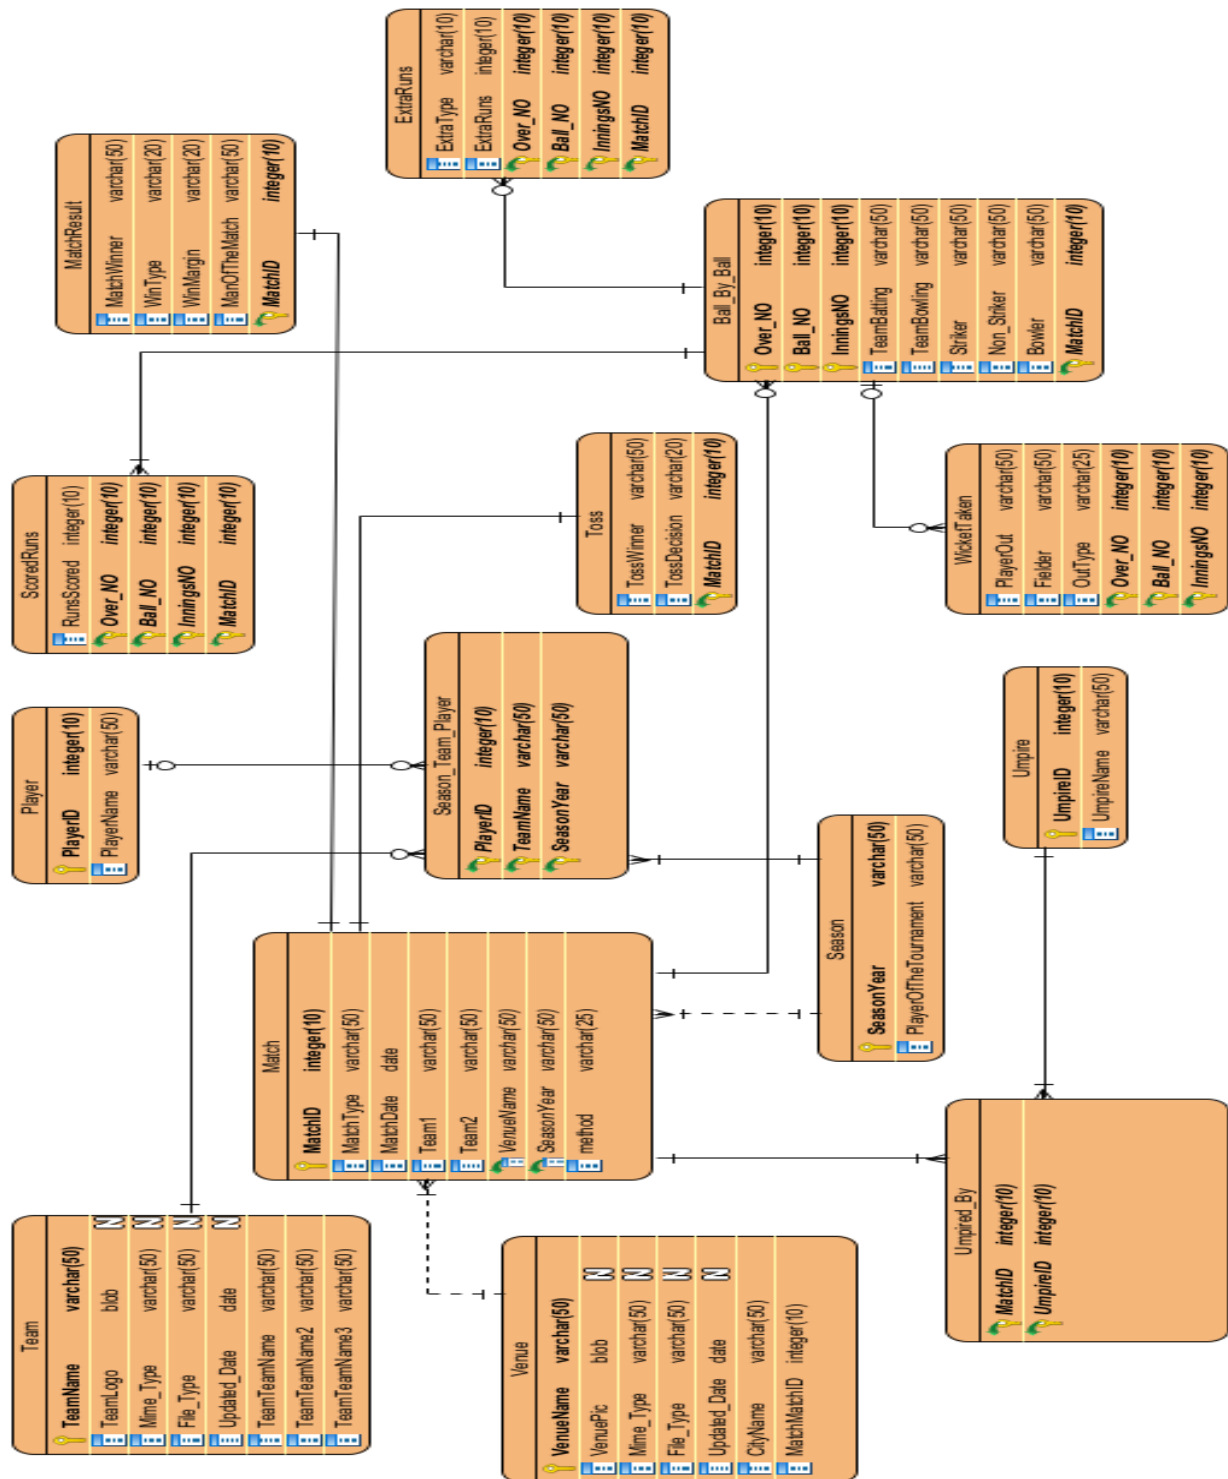 Team
TeamName varchar(50)
TeamLogo blob N
Mime_Type varchar(50) N
File_Type varchar(50) N
Updated_Date date N
TeamTeamName varchar(50)
TeamTeamName2 varchar(50)
TeamTeamName3 varchar(50)
Player
PlayerID integer(10)
PlayerName varchar(50)
ScoredRuns
RunsScored integer(10)
Over_NO integer(10)
Ball_NO integer(10)
InningsNO integer(10)
MatchID integer(10)
MatchResult
MatchWinner varchar(50)
WinType varchar(20)
WinMargin varchar(20)
ManOfTheMatch varchar(50)
MatchID integer(10)
Match
MatchID integer(10)
MatchType varchar(50)
MatchDate date
Team1 varchar(50)
Team2 varchar(50)
VenueName varchar(50)
SeasonYear varchar(50)
method varchar(25)
Season_Team_Player
PlayerID integer(10)
TeamName varchar(50)
SeasonYear varchar(50)
ExtraRuns
ExtraType varchar(10)
ExtraRuns integer(10)
Over_NO integer(10)
Ball_NO integer(10)
InningsNO integer(10)
MatchID integer(10)
Venue
VenueName varchar(50)
VenuePic blob N
Mime_Type varchar(50) N
File_Type varchar(50) N
Updated_Date date N
CityName varchar(50)
MatchMatchID integer(10)
Toss
TossWinner varchar(50)
TossDecision varchar(20)
MatchID integer(10)
Ball_By_Ball
Over_NO integer(10)
Ball_NO integer(10)
InningsNO integer(10)
TeamBatting varchar(50)
TeamBowling varchar(50)
Striker varchar(50)
Non_Striker varchar(50)
Bowler varchar(50)
MatchID integer(10)
Season
SeasonYear varchar(50)
PlayerOfTheTournament varchar(50)
Umpired_By
MatchID integer(10)
UmpireID integer(10)
Umpire
UmpireID integer(10)
UmpireName varchar(50)
WicketTaken
PlayerOut varchar(50)
Fielder varchar(50)
OutType varchar(25)
Over_NO integer(10)
Ball_NO integer(10)
InningsNO integer(10)